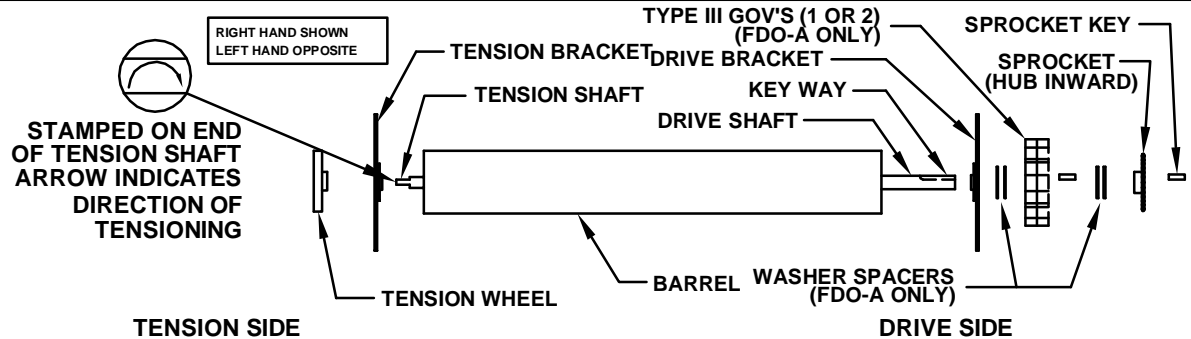 RIGHT HAND SHOWN
LEFT HAND OPPOSITE
STAMPED ON END
OF TENSION SHAFT
ARROW INDICATES
DIRECTION OF
TENSIONING
TENSION BRACKET
TENSION SHAFT
TYPE III GOV'S (1 OR 2)
(FDO-A ONLY)
DRIVE BRACKET
KEY WAY
DRIVE SHAFT
SPROCKET KEY
SPROCKET
(HUB INWARD)
TENSION WHEEL
BARREL
WASHER SPACERS
(FDO-A ONLY)
TENSION SIDE
DRIVE SIDE